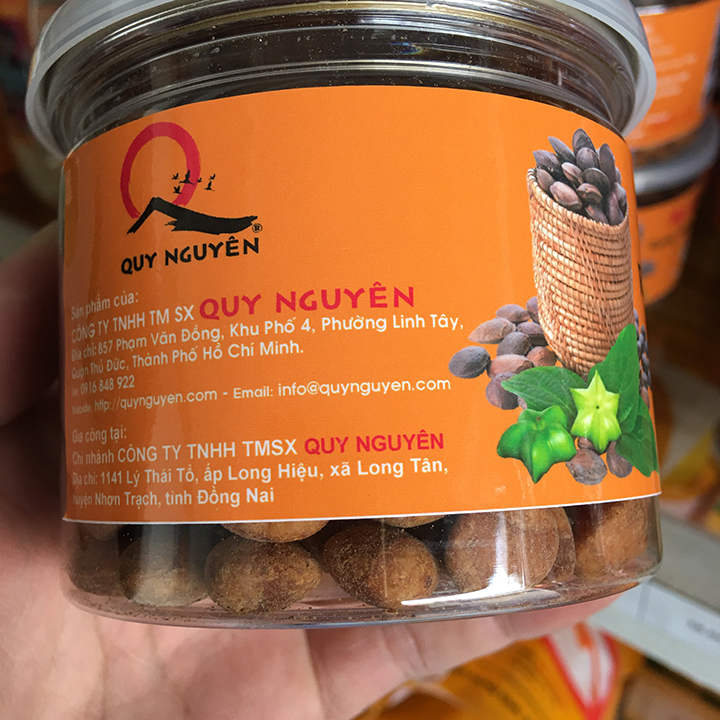 QUY NGUYÊN
®
Sản phẩm của:
CÔNG TY TNHH TM SX QUY NGUYÊN
Địa chỉ: 857 Phạm Văn Đồng, Khu Phố 4, Phường Linh Tây,
Quận Thủ Đức, Thành Phố Hồ Chí Minh.
Tel: 0916 848 922
Website: http://quynguyen.com - Email: info@quynguyen.com
Gia công tại:
Chi nhánh CÔNG TY TNHH TMSX QUY NGUYÊN
Địa chỉ: 1141 Lý Thái Tổ, ấp Long Hiệu, xã Long Tân,
Huyện Nhơn Trạch, tỉnh Đồng Nai